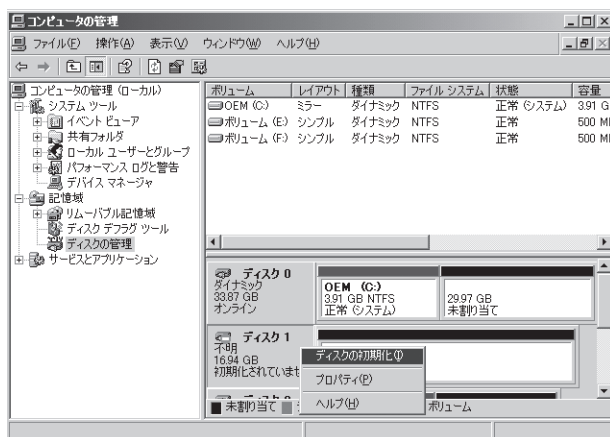 コンピュータの管理
ファイル(F) 操作(A) 表示(V) ウィンドウ(W) ヘルプ(H)
コンピュータの管理 (ローカル)
システム ツール
イベント ビューア
共有フォルダ
ローカル ユーザーとグループ
パフォーマンス ログと警告
デバイス マネージャ
記憶域
リムーバブル記憶域
ディスク デフラグ ツール
ディスクの管理
サービスとアプリケーション
ボリューム レイアウト 種類 ファイル システム 状態 容量
OEM (C:) ミラー ダイナミック NTFS 正常 (システム) 3.91 G
ボリューム (E:) シンプル ダイナミック NTFS 正常 500 M
ボリューム (F:) シンプル ダイナミック NTFS 正常 500 M
ディスク 0
ダイナミック
33.87 GB
オンライン
OEM (C:)
3.91 GB NTFS
正常 (システム)
29.97 GB
未割り当て
ディスク 1
不明
16.94 GB
初期化されていませ
ディスクの初期化(I)
プロパティ(P)
ヘルプ(H)
未割り当て
ボリューム